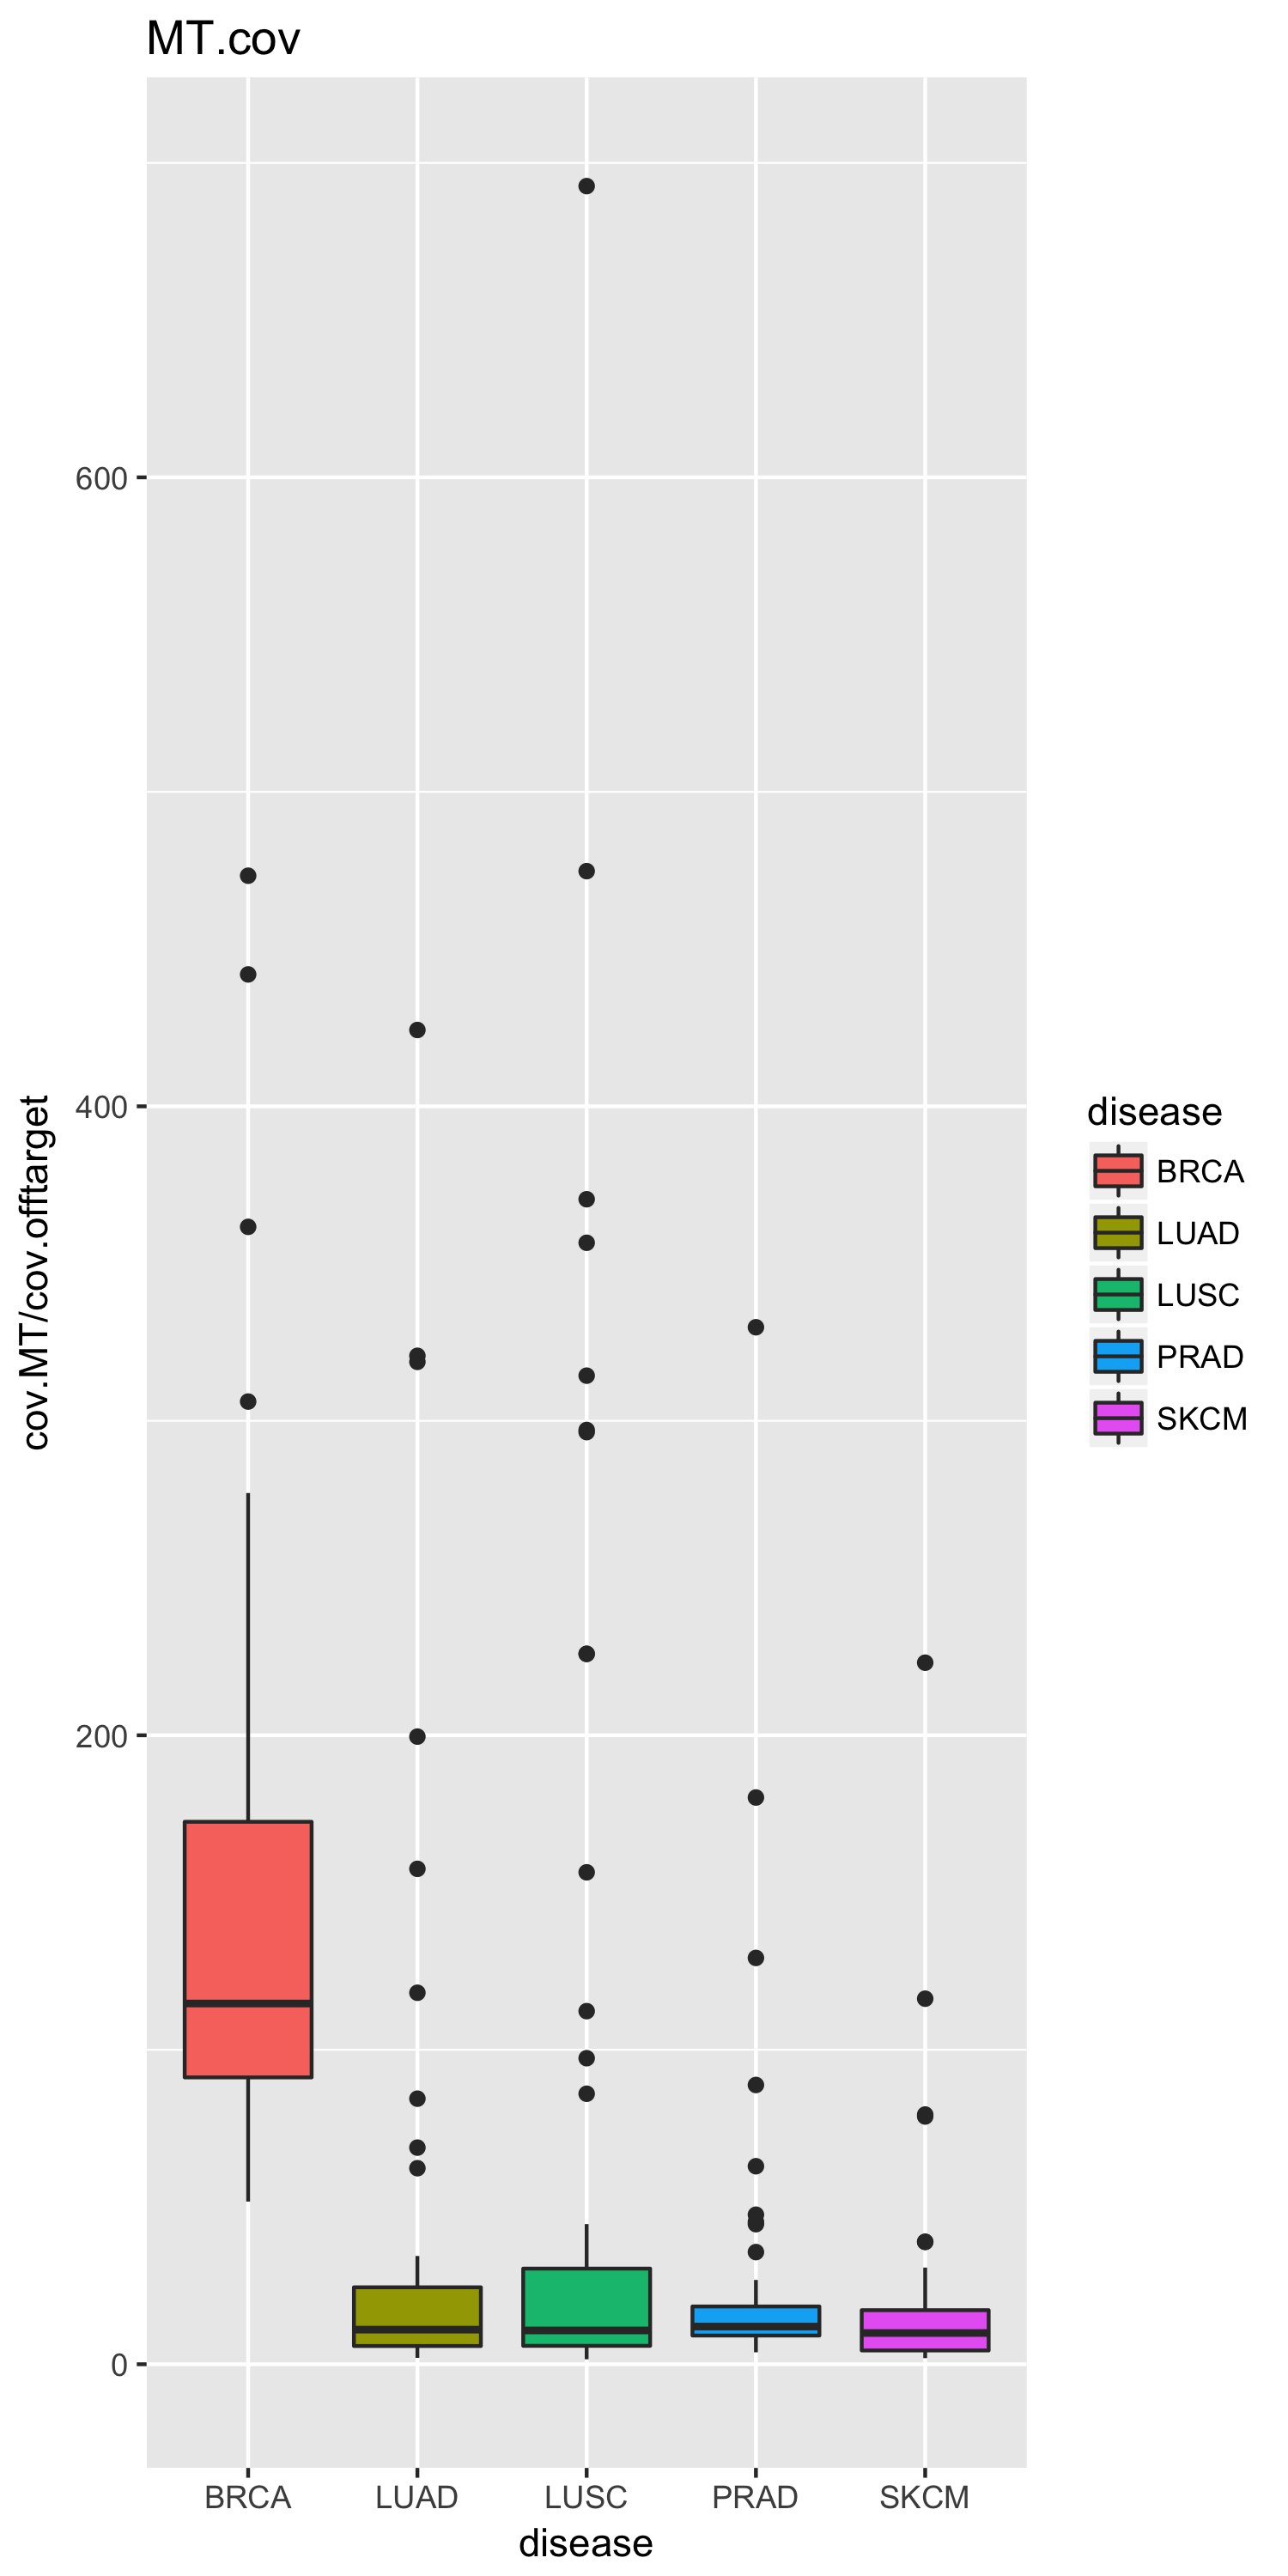 MT.cov
600
400
200
0
cov.MT/cov.offtarget
BRCA LUAD LUSC PRAD SKCM
disease
disease
BRCA
LUAD
LUSC
PRAD
SKCM